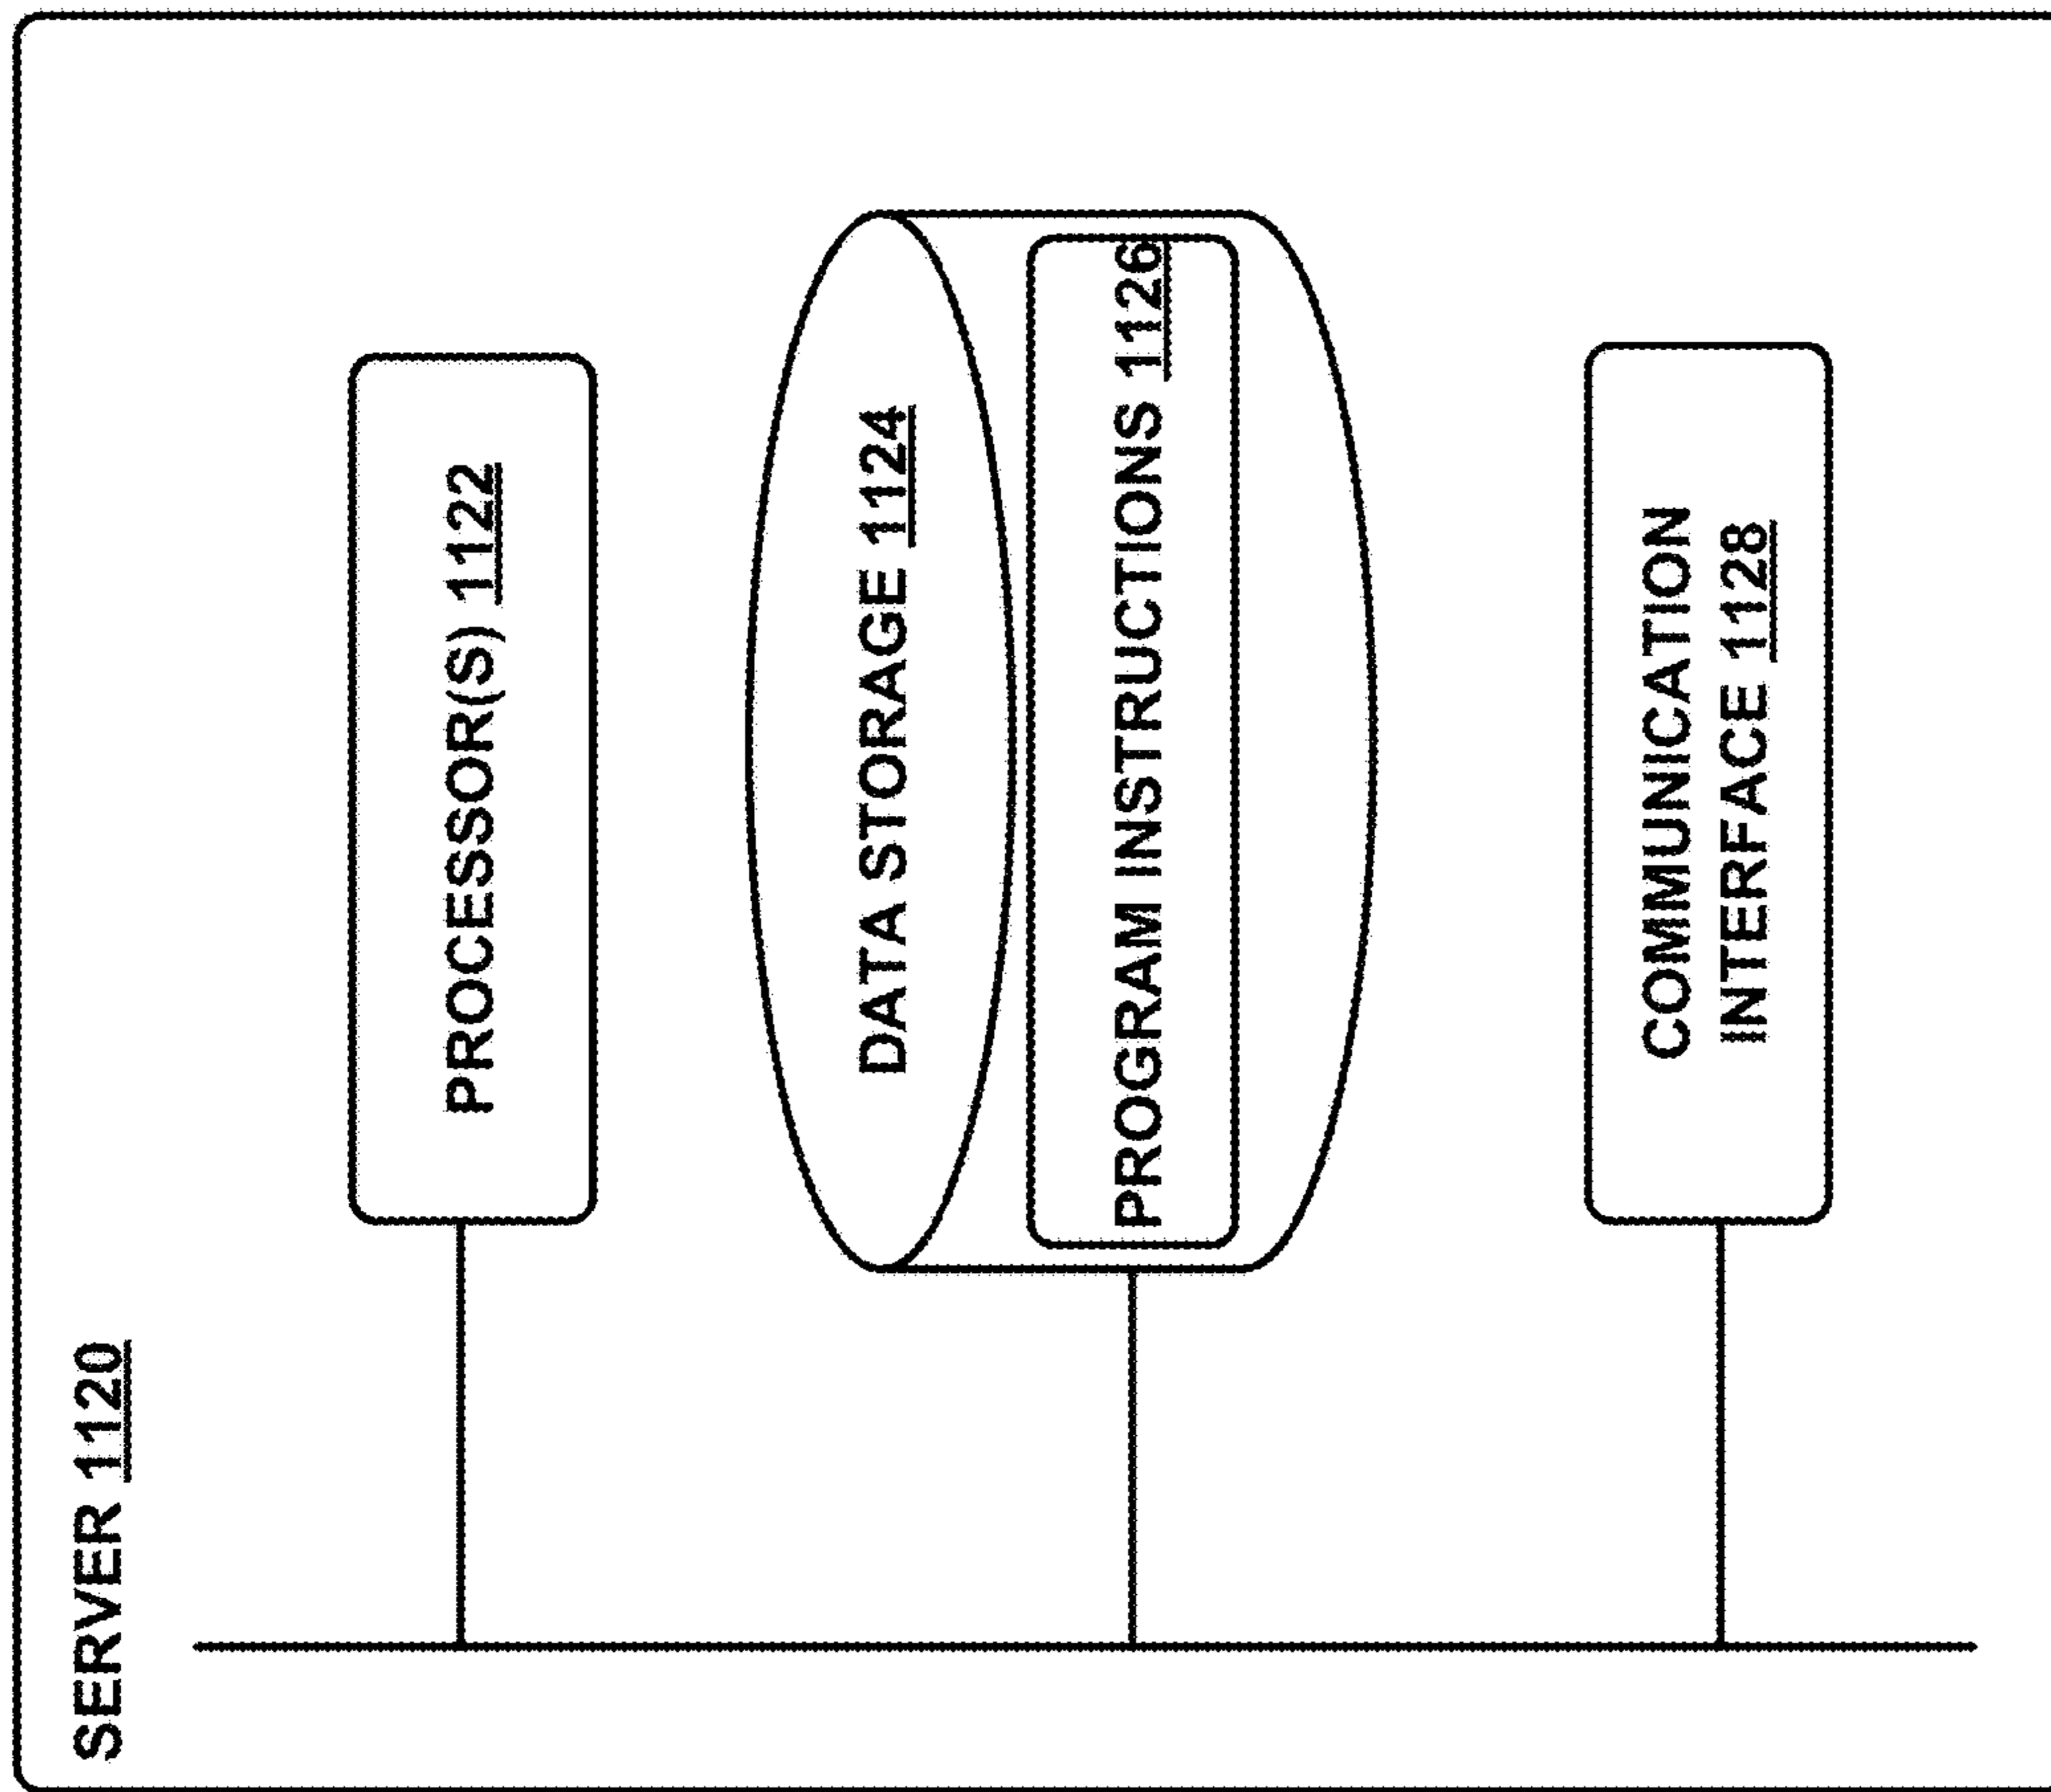 SERVER 1120
PROCESSOR(S) 1122
DATA STORAGE 1124
PROGRAM INSTRUCTIONS 1126
COMMUNICATION
INTERFACE 1128